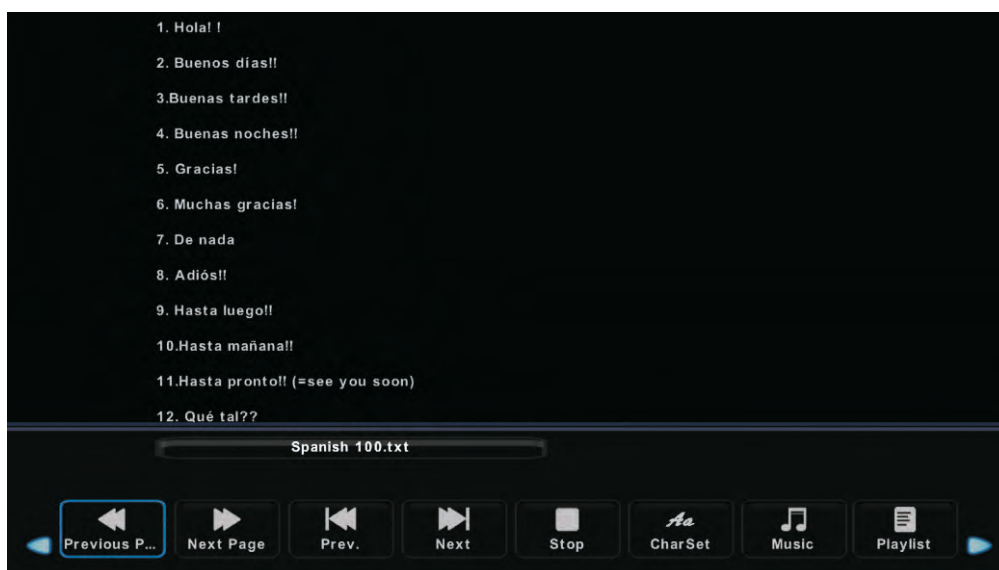 1. Hola! !
2. Buenos días!!
3.Buenas tardes!!
4. Buenas noches!!
5. Gracias!
6. Muchas gracias!
7. De nada
8. Adiós!!
9. Hasta luego!!
10.Hasta mañana!!
11.Hasta pronto!! (=see you soon)
12. Qué tal??
Spanish 100.txt
Previous P... Next Page Prev. Next Stop CharSet Music Playlist